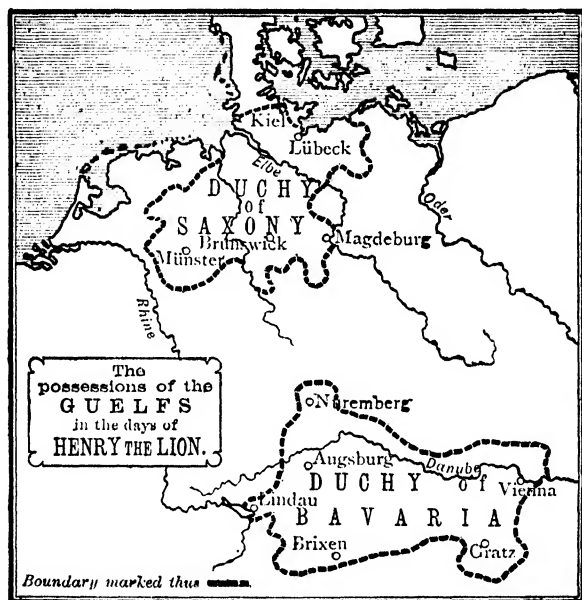 Kiel
Lübeck
Elbe
DUCHY
of
SAXONY
Oder
Brunswick
Magdeburg
Münster
Rhine
The
possessions of the
GUELFS
in the days of
HENRY THE LION.
Nuremberg
Augsburg
Danube
DUCHY of
Vienna
Lindau
BAVARIA
Brixen
Gratz
Boundary marked thus